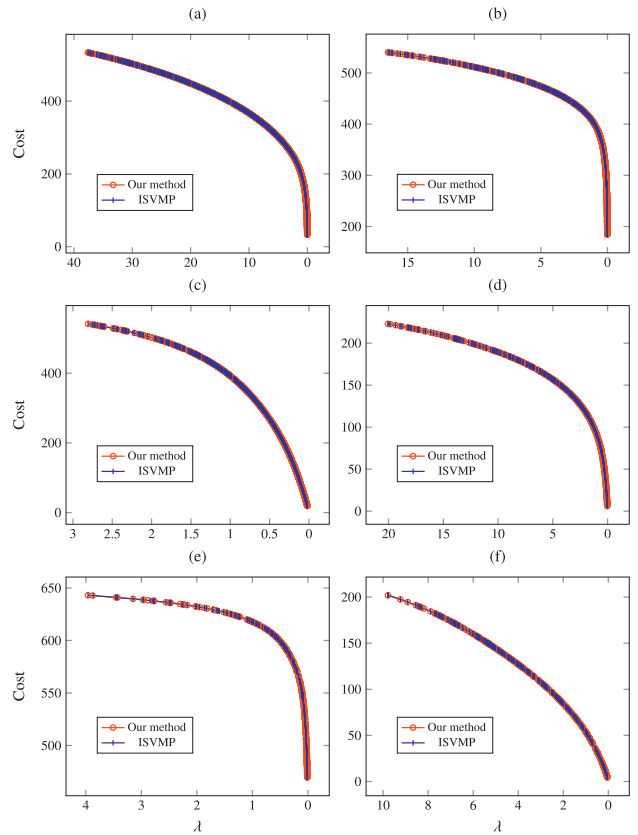 (a)
Cost
400
200
0
Our method
ISVMP
40 30 20 10 0
(b)
500
400
300
200
Our method
ISVMP
15 10 5 0
(c)
Cost
400
200
0
Our method
ISVMP
3 2.5 2 1.5 1 0.5 0
(d)
200
150
100
50
0
Our method
ISVMP
20 15 10 5 0
(e)
Cost
650
600
550
500
Our method
ISVMP
4 3 2 1 0
λ
(f)
200
150
100
50
0
Our method
ISVMP
10 8 6 4 2 0
λ